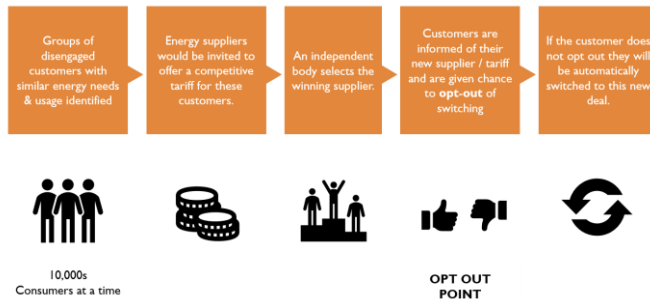 Groups of
disengaged
customers with
similar energy needs
& usage identified
Energy suppliers
would be invited to
offer a competitive
tariff for these
customers.
An independent
body selects the
winning supplier.
Customers are
informed of their
new supplier / tariff
and are given chance
to opt-out of
switching
If the customer does
not opt out they will
be automatically
switched to this new
deal.
10,000s
Consumers at a time
OPT OUT
POINT